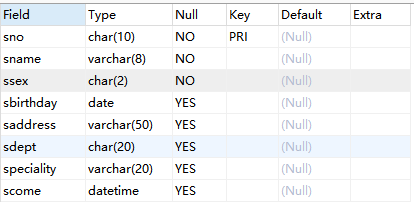 Field Type Null Key Default Extra
sno char(10) NO PRI (Null)
sname varchar(8) NO (Null)
ssex char(2) NO (Null)
sbirthday date YES (Null)
saddress varchar(50) YES (Null)
sdept char(20) YES (Null)
speciality varchar(20) YES (Null)
scome datetime YES (Null)